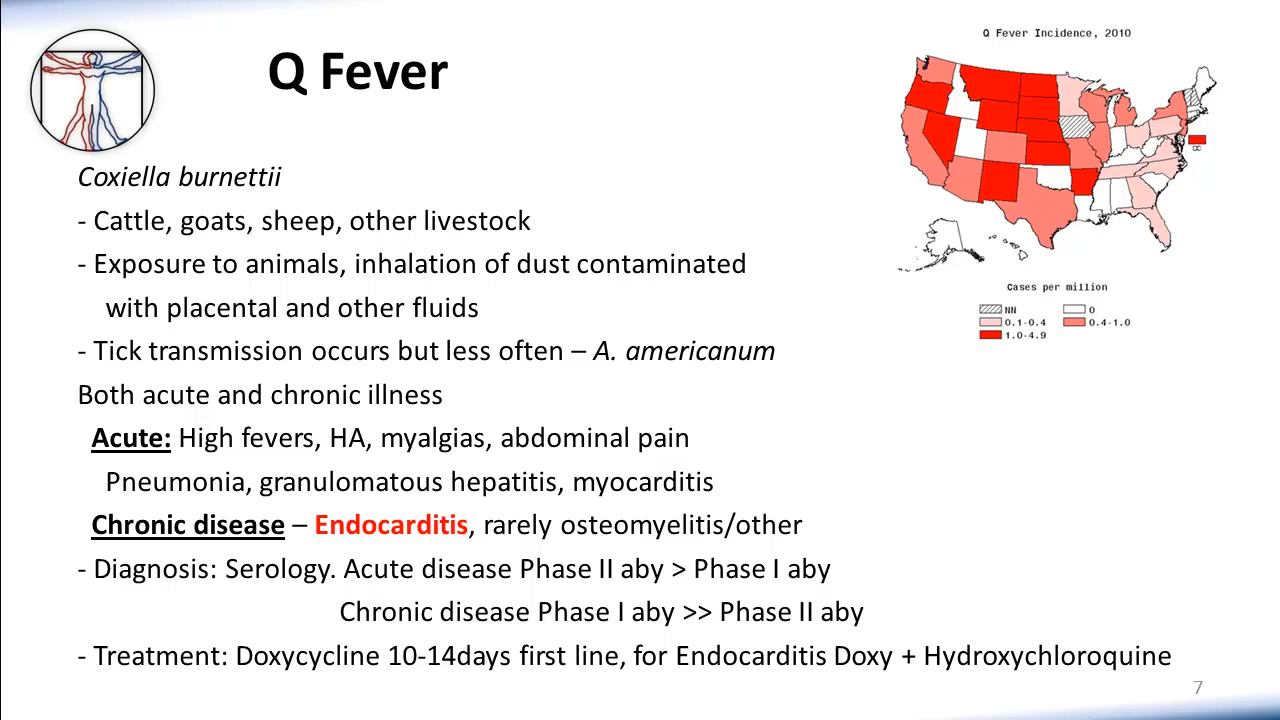 Q Fever
Q Fever Incidence, 2010
DC
Cases per million
NN
0
0.1-0.4
0.4-1.0
1.0-4.9
Coxiella burnettii
- Cattle, goats, sheep, other livestock
- Exposure to animals, inhalation of dust contaminated
with placental and other fluids
- Tick transmission occurs but less often – A. americanum
Both acute and chronic illness
Acute: High fevers, HA, myalgias, abdominal pain
Pneumonia, granulomatous hepatitis, myocarditis
Chronic disease – Endocarditis, rarely osteomyelitis/other
- Diagnosis: Serology. Acute disease Phase II aby > Phase I aby
Chronic disease Phase I aby >> Phase II aby
- Treatment: Doxycycline 10-14days first line, for Endocarditis Doxy + Hydroxychloroquine
7